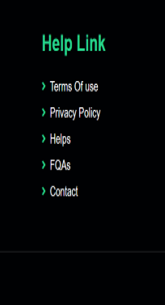 Help Link
› Terms Of use
› Privacy Policy
› Helps
› FQAs
› Contact